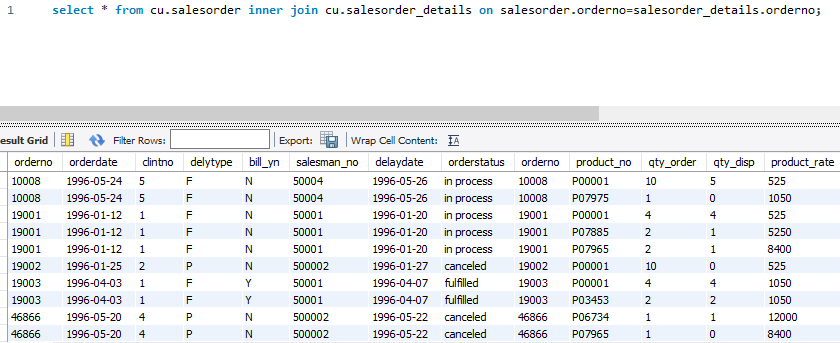 1 select * from cu.salesorder inner join cu.salesorder_details on salesorder.orderno=salesorder_details.orderno;
esult Grid Filter Rows: Export: Wrap Cell Content: IA
orderno orderdate clintno delytype bill_yn salesman_no delaydate orderstatus orderno product_no qty_order qty_disp product_rate
10008 1996-05-24 5 F N 50004 1996-05-26 in process 10008 P00001 10 5 525
10008 1996-05-24 5 F N 50004 1996-05-26 in process 10008 P07975 1 0 1050
19001 1996-01-12 1 F N 50001 1996-01-20 in process 19001 P00001 4 4 525
19001 1996-01-12 1 F N 50001 1996-01-20 in process 19001 P07885 2 1 5250
19001 1996-01-12 1 F N 50001 1996-01-20 in process 19001 P07965 2 1 8400
19002 1996-01-25 2 P N 500002 1996-01-27 canceled 19002 P00001 10 0 525
19003 1996-04-03 1 F Y 50001 1996-04-07 fulfilled 19003 P00001 4 4 1050
19003 1996-04-03 1 F Y 50001 1996-04-07 fulfilled 19003 P03453 2 2 1050
46866 1996-05-20 4 P N 500002 1996-05-22 canceled 46866 P06734 1 1 12000
46866 1996-05-20 4 P N 500002 1996-05-22 canceled 46866 P07965 1 0 8400